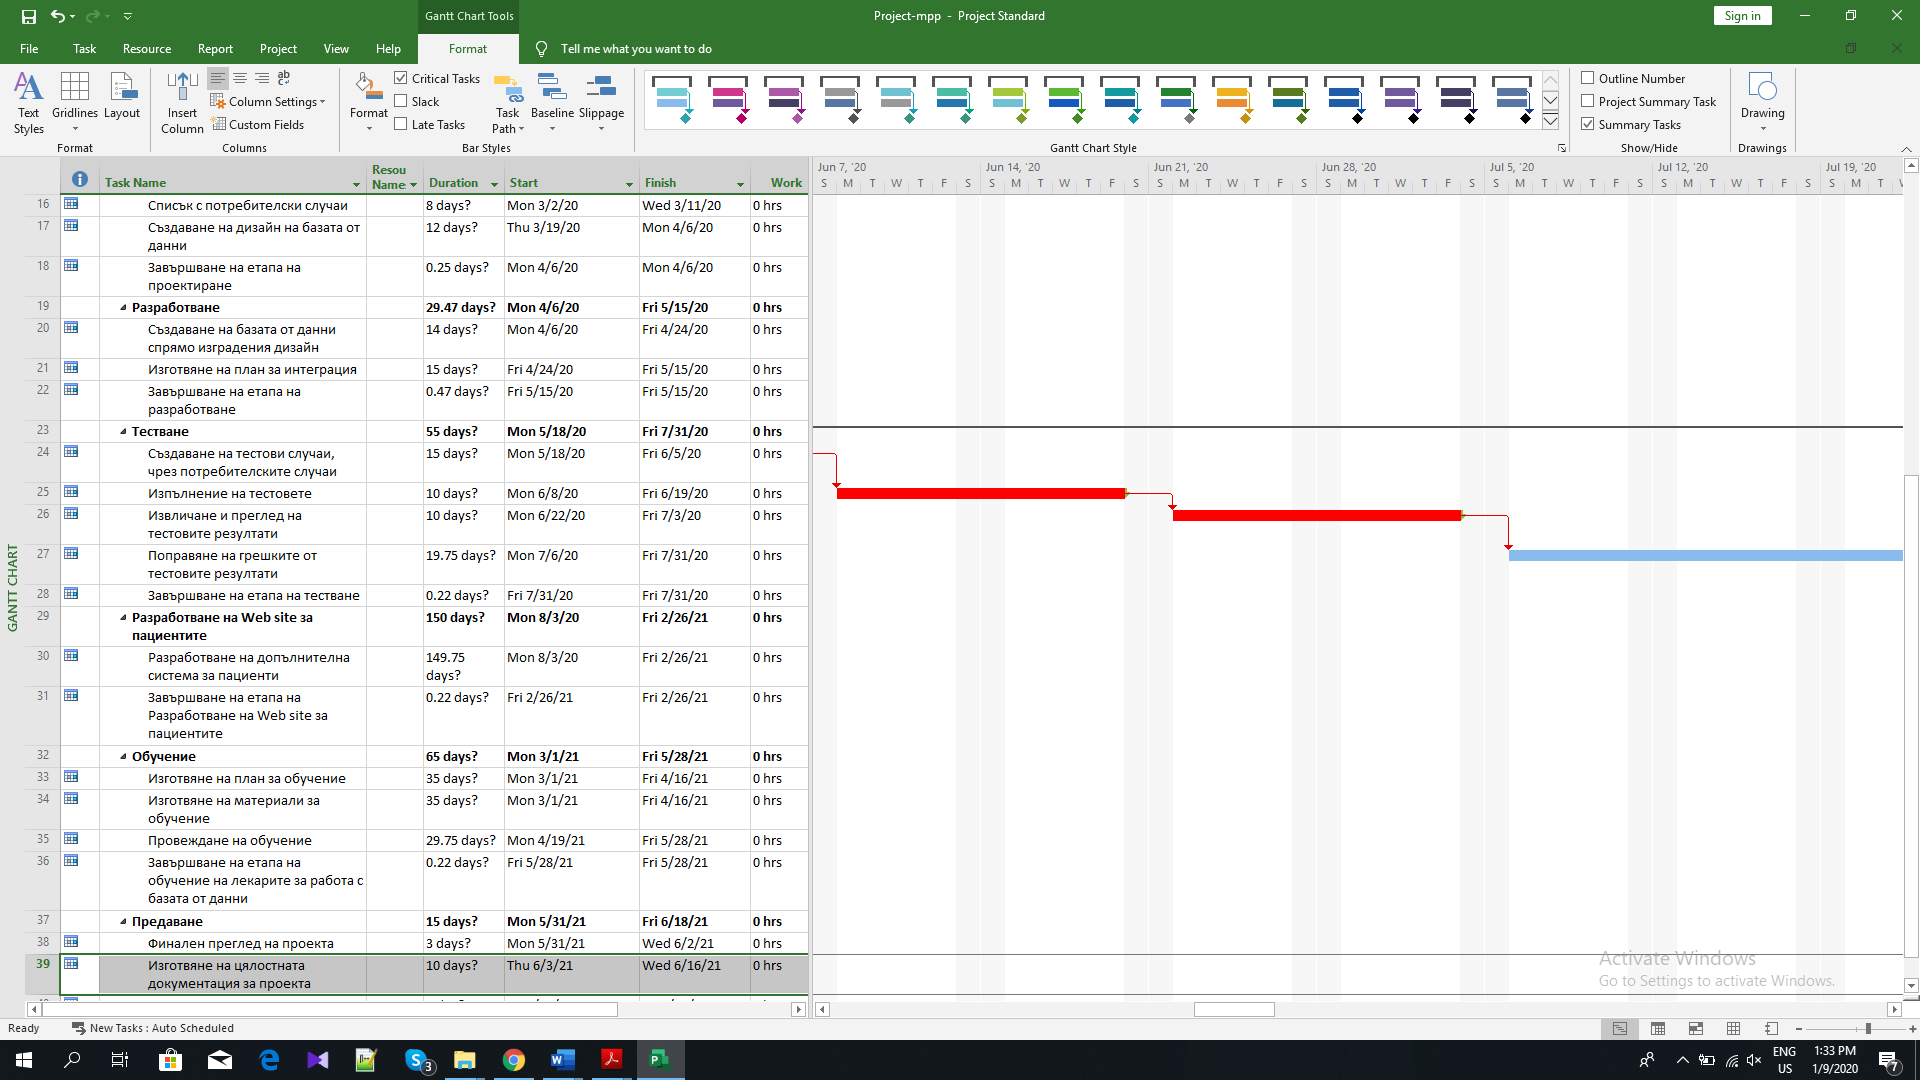 Gantt Chart Tools
Project-mpp - Project Standard
Sign in
File Task Resource Report Project View Help Format Tell me what you want to do
Text Styles
Gridlines
Layout
Format
Insert Column
Column Settings
Custom Fields
Columns
Format
Critical Tasks
Slack
Late Tasks
Task Path
Baseline
Slippage
Bar Styles
Gantt Chart Style
Outline Number
Project Summary Task
Summary Tasks
Show/Hide
Drawing
Drawings
Task Name Resou Name Duration Start Finish Work
Jun 7, '20 Jun 14, '20 Jun 21, '20 Jun 28, '20 Jul 5, '20 Jul 12, '20 Jul 19, '20
S M T W T F S S M T W T F S S M T W T F S S M T W T F S S M T W T F S S M T W T F S S M T
16 Списък с потребителски случаи 8 days? Mon 3/2/20 Wed 3/11/20 0 hrs
17 Създаване на дизайн на базата от 12 days? Thu 3/19/20 Mon 4/6/20 0 hrs
данни
18 Завършване на етапа на 0.25 days? Mon 4/6/20 Mon 4/6/20 0 hrs
проектиране
19 Разработване 29.47 days? Mon 4/6/20 Fri 5/15/20 0 hrs
20 Създаване на базата от данни 14 days? Mon 4/6/20 Fri 4/24/20 0 hrs
спрямо изградения дизайн
21 Изготвяне на план за интеграция 15 days? Fri 4/24/20 Fri 5/15/20 0 hrs
22 Завършване на етапа на 0.47 days? Fri 5/15/20 Fri 5/15/20 0 hrs
разработване
23 Тестване 55 days? Mon 5/18/20 Fri 7/31/20 0 hrs
24 Създаване на тестови случаи, 15 days? Mon 5/18/20 Fri 6/5/20 0 hrs
чрез потребителските случаи
25 Изпълнение на тестовете 10 days? Mon 6/8/20 Fri 6/19/20 0 hrs
26 Извличане и преглед на 10 days? Mon 6/22/20 Fri 7/3/20 0 hrs
тестовите резултати
27 Поправяне на грешките от 19.75 days? Mon 7/6/20 Fri 7/31/20 0 hrs
тестовите резултати
28 Завършване на етапа на тестване 0.22 days? Fri 7/31/20 Fri 7/31/20 0 hrs
29 Разработване на Web site за 150 days? Mon 8/3/20 Fri 2/26/21 0 hrs
пациентите
30 Разработване на допълнителна 149.75 Mon 8/3/20 Fri 2/26/21 0 hrs
система за пациенти days?
31 Завършване на етапа на 0.22 days? Fri 2/26/21 Fri 2/26/21 0 hrs
Разработване на Web site за
пациентите
32 Обучение 65 days? Mon 3/1/21 Fri 5/28/21 0 hrs
33 Изготвяне на план за обучение 35 days? Mon 3/1/21 Fri 4/16/21 0 hrs
34 Изготвяне на материали за 35 days? Mon 3/1/21 Fri 4/16/21 0 hrs
обучение
35 Провеждане на обучение 29.75 days? Mon 4/19/21 Fri 5/28/21 0 hrs
36 Завършване на етапа на 0.22 days? Fri 5/28/21 Fri 5/28/21 0 hrs
обучение на лекарите за работа с
базата от данни
37 Предаване 15 days? Mon 5/31/21 Fri 6/18/21 0 hrs
38 Финален преглед на проекта 3 days? Mon 5/31/21 Wed 6/2/21 0 hrs
39 Изготвяне на цялостната 10 days? Thu 6/3/21 Wed 6/16/21 0 hrs
документация за проекта
GANTT CHART
Activate Windows
Go to Settings to activate Windows.
Ready New Tasks : Auto Scheduled
3
ENG
US
1:33 PM
1/9/2020
7